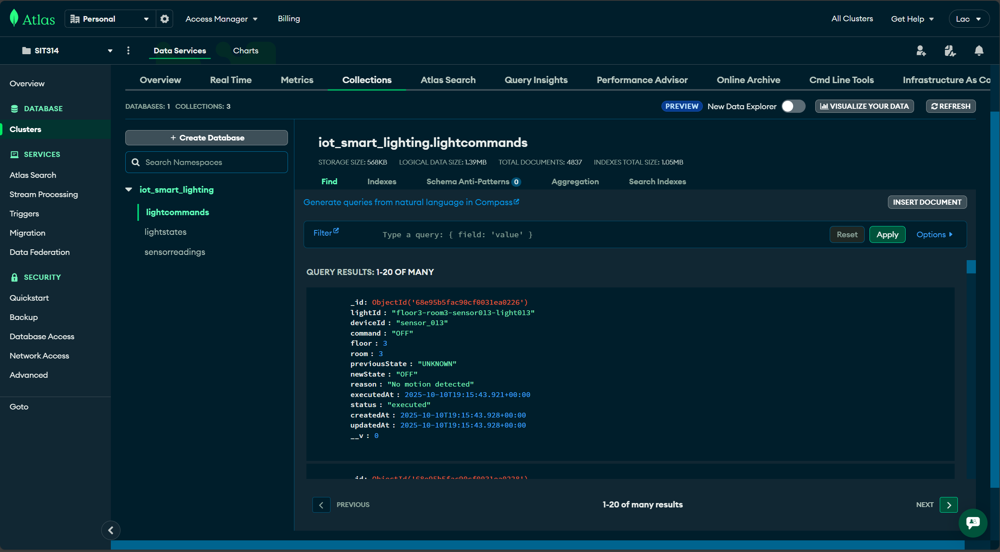 Atlas
Personal
Access Manager
Billing
All Clusters
Get Help
Lac
SIT314
Data Services
Charts
Overview
DATABASE
Clusters
SERVICES
Atlas Search
Stream Processing
Triggers
Migration
Data Federation
SECURITY
Quickstart
Backup
Database Access
Network Access
Advanced
Goto
Overview
Real Time
Metrics
Collections
Atlas Search
Query Insights
Performance Advisor
Online Archive
Cmd Line Tools
Infrastructure As Co
DATABASES: 1 COLLECTIONS: 3
PREVIEW
New Data Explorer
VISUALIZE YOUR DATA
REFRESH
+ Create Database
Search Namespaces
iot_smart_lighting
lightcommands
lightstates
sensorreadings
iot_smart_lighting.lightcommands
STORAGE SIZE: 568KB LOGICAL DATA SIZE: 1.39MB TOTAL DOCUMENTS: 4837 INDEXES TOTAL SIZE: 1.05MB
Find
Indexes
Schema Anti-Patterns 0
Aggregation
Search Indexes
Generate queries from natural language in Compass
INSERT DOCUMENT
Filter
Type a query: { field: 'value' }
Reset
Apply
Options
QUERY RESULTS: 1-20 OF MANY
_id: ObjectId('68e95b5fac90cf0031ea0226')
lightId : "floor3-room3-sensor013-light013"
deviceId : "sensor_013"
command : "OFF"
floor : 3
room : 3
previousState : "UNKNOWN"
newState : "OFF"
reason : "No motion detected"
executedAt : 2025-10-10T19:15:43.921+00:00
status : "executed"
createdAt : 2025-10-10T19:15:43.928+00:00
updatedAt : 2025-10-10T19:15:43.928+00:00
__v : 0
_id: ObjectId('68e95b5fac90cf0031ea0228')
PREVIOUS
1-20 of many results
NEXT